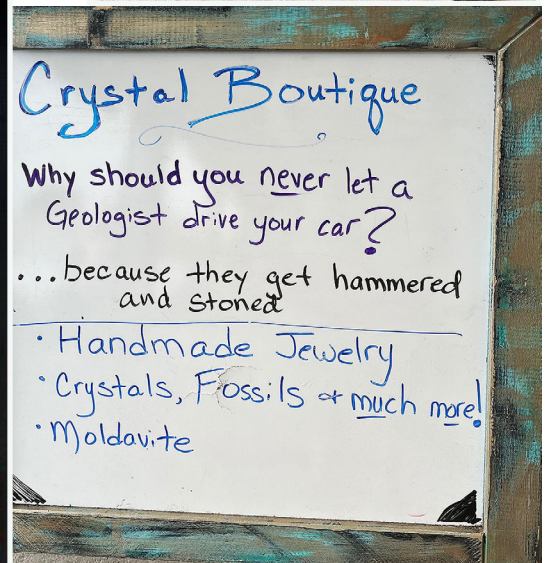 Crystal Boutique
Why should you never let a
Geologist drive your car?
...because they get hammered
and stoned
• Handmade Jewelry
• Crystals, Fossils & much more!
• Moldavite